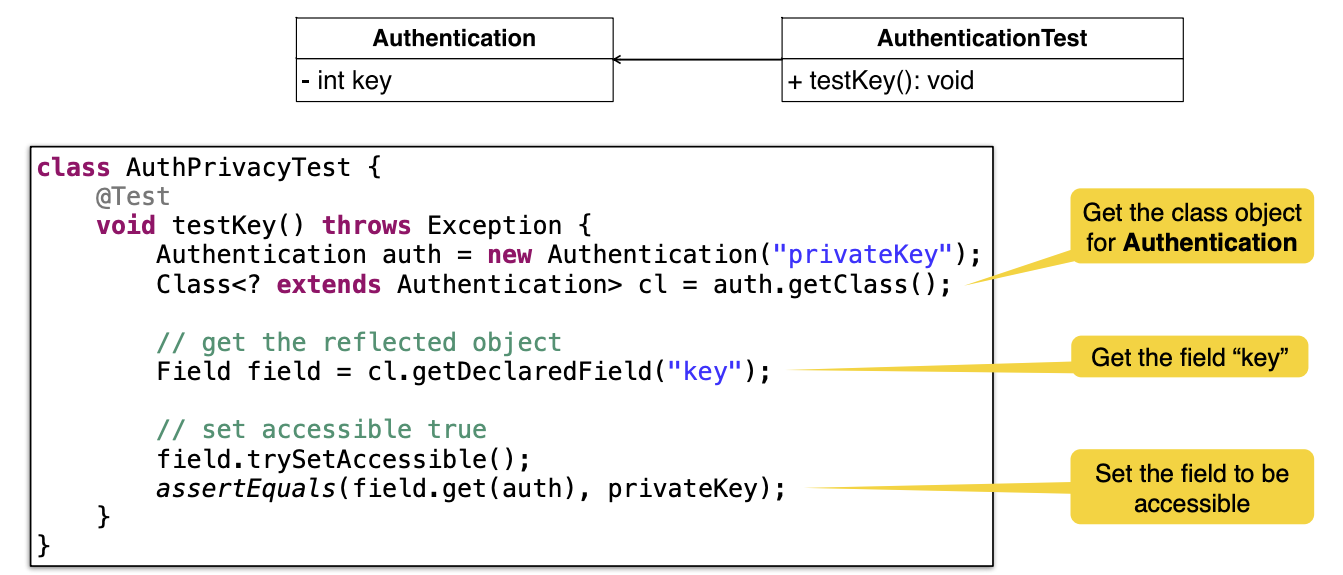 Authentication
- int key
AuthenticationTest
+ testKey(): void
class AuthPrivacyTest {
@Test
void testKey() throws Exception {
Authentication auth = new Authentication("privateKey");
Class<? extends Authentication> cl = auth.getClass();
// get the reflected object
Field field = cl.getDeclaredField("key");
// set accessible true
field.trySetAccessible();
assertEquals(field.get(auth), privateKey);
}
}
Get the class object
for Authentication
Get the field “key”
Set the field to be
accessible